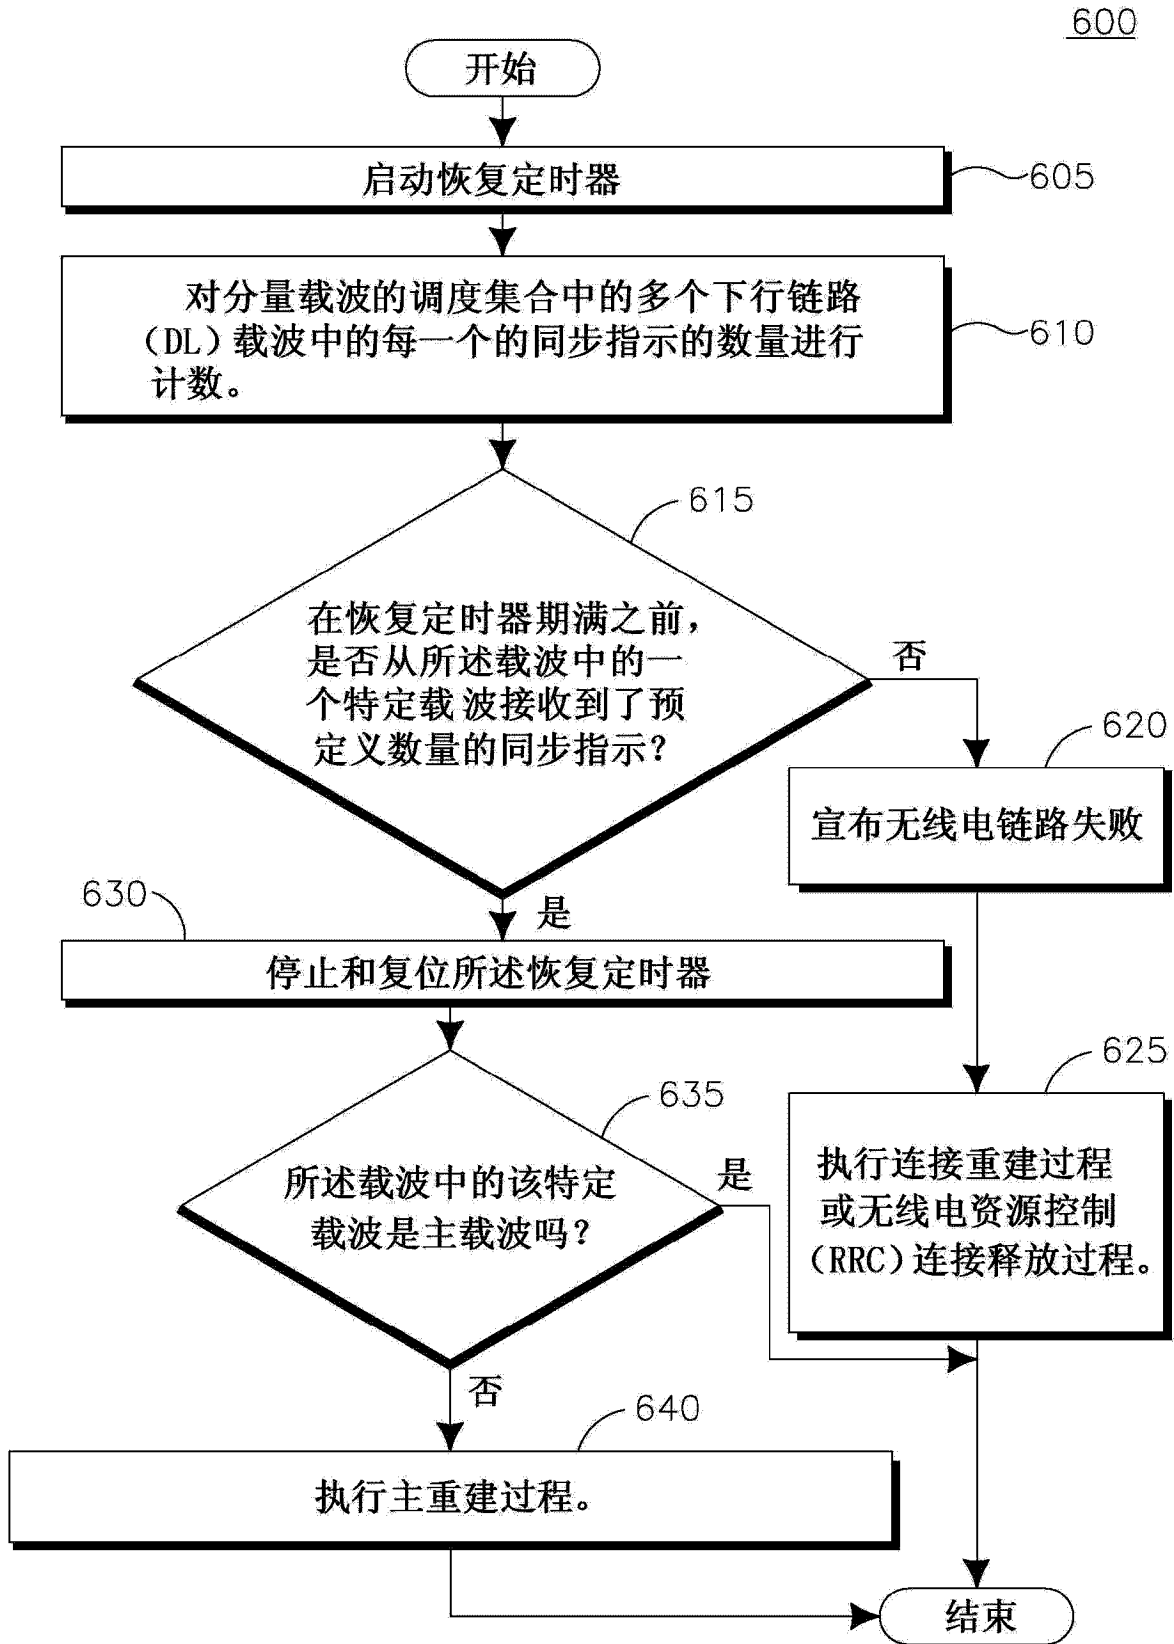 600
开始
启动恢复定时器
605
对分量载波的调度集合中的多个下行链路
（DL）载波中的每一个的同步指示的数量进行
计数。
610
615
在恢复定时器期满之前，
是否从所述载波中的一
个特定载波接收到了预
定义数量的同步指示？
否
620
宣布无线电链路失败
630
是
停止和复位所述恢复定时器
625
635
所述载波中的该特定
载波是主载波吗？
是
执行连接重建过程
或无线电资源控制
（RRC）连接释放过程。
否
640
执行主重建过程。
结束